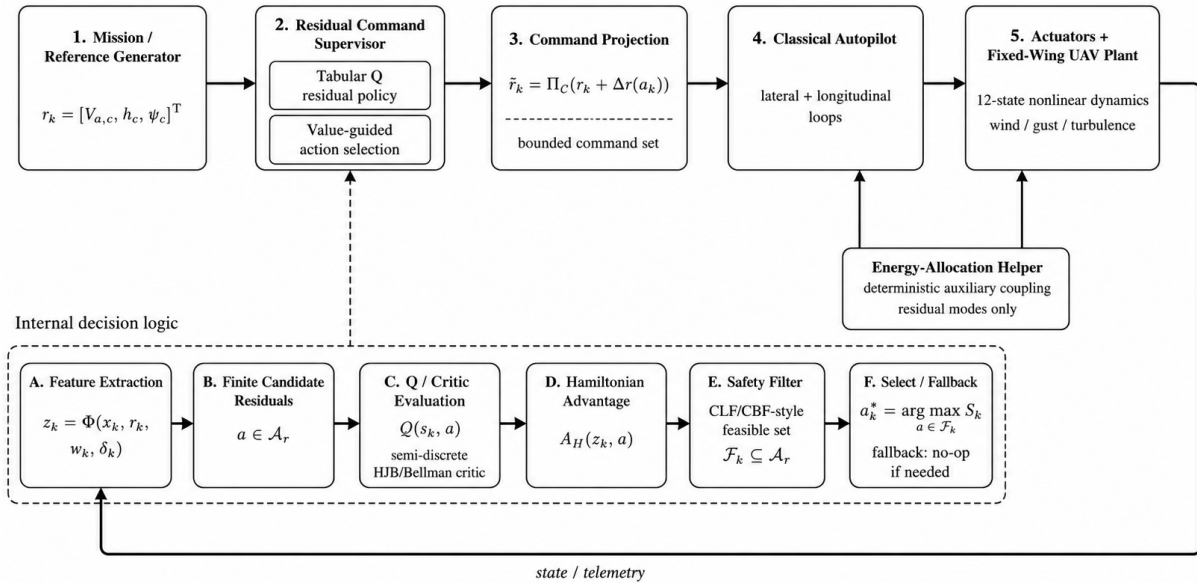 1. Mission /
Reference Generator
r_k = [V_{a,c}, h_c, ψ_c]^T
2. Residual Command
Supervisor
Tabular Q
residual policy
Value-guided
action selection
3. Command Projection
r̃_k = Π_C(r_k + Δr(a_k))
bounded command set
4. Classical Autopilot
lateral + longitudinal
loops
5. Actuators +
Fixed-Wing UAV Plant
12-state nonlinear dynamics
wind / gust / turbulence
Energy-Allocation Helper
deterministic auxiliary coupling
residual modes only
Internal decision logic
A. Feature Extraction
z_k = Φ(x_k, r_k,
w_k, δ_k)
B. Finite Candidate
Residuals
a ∈ 𝒜_r
C. Q / Critic
Evaluation
Q(s_k, a)
semi-discrete
HJB/Bellman critic
D. Hamiltonian
Advantage
A_H(z_k, a)
E. Safety Filter
CLF/CBF-style
feasible set
ℱ_k ⊆ 𝒜_r
F. Select / Fallback
a_k^* = arg max S_k
a ∈ ℱ_k
fallback: no-op
if needed
state / telemetry